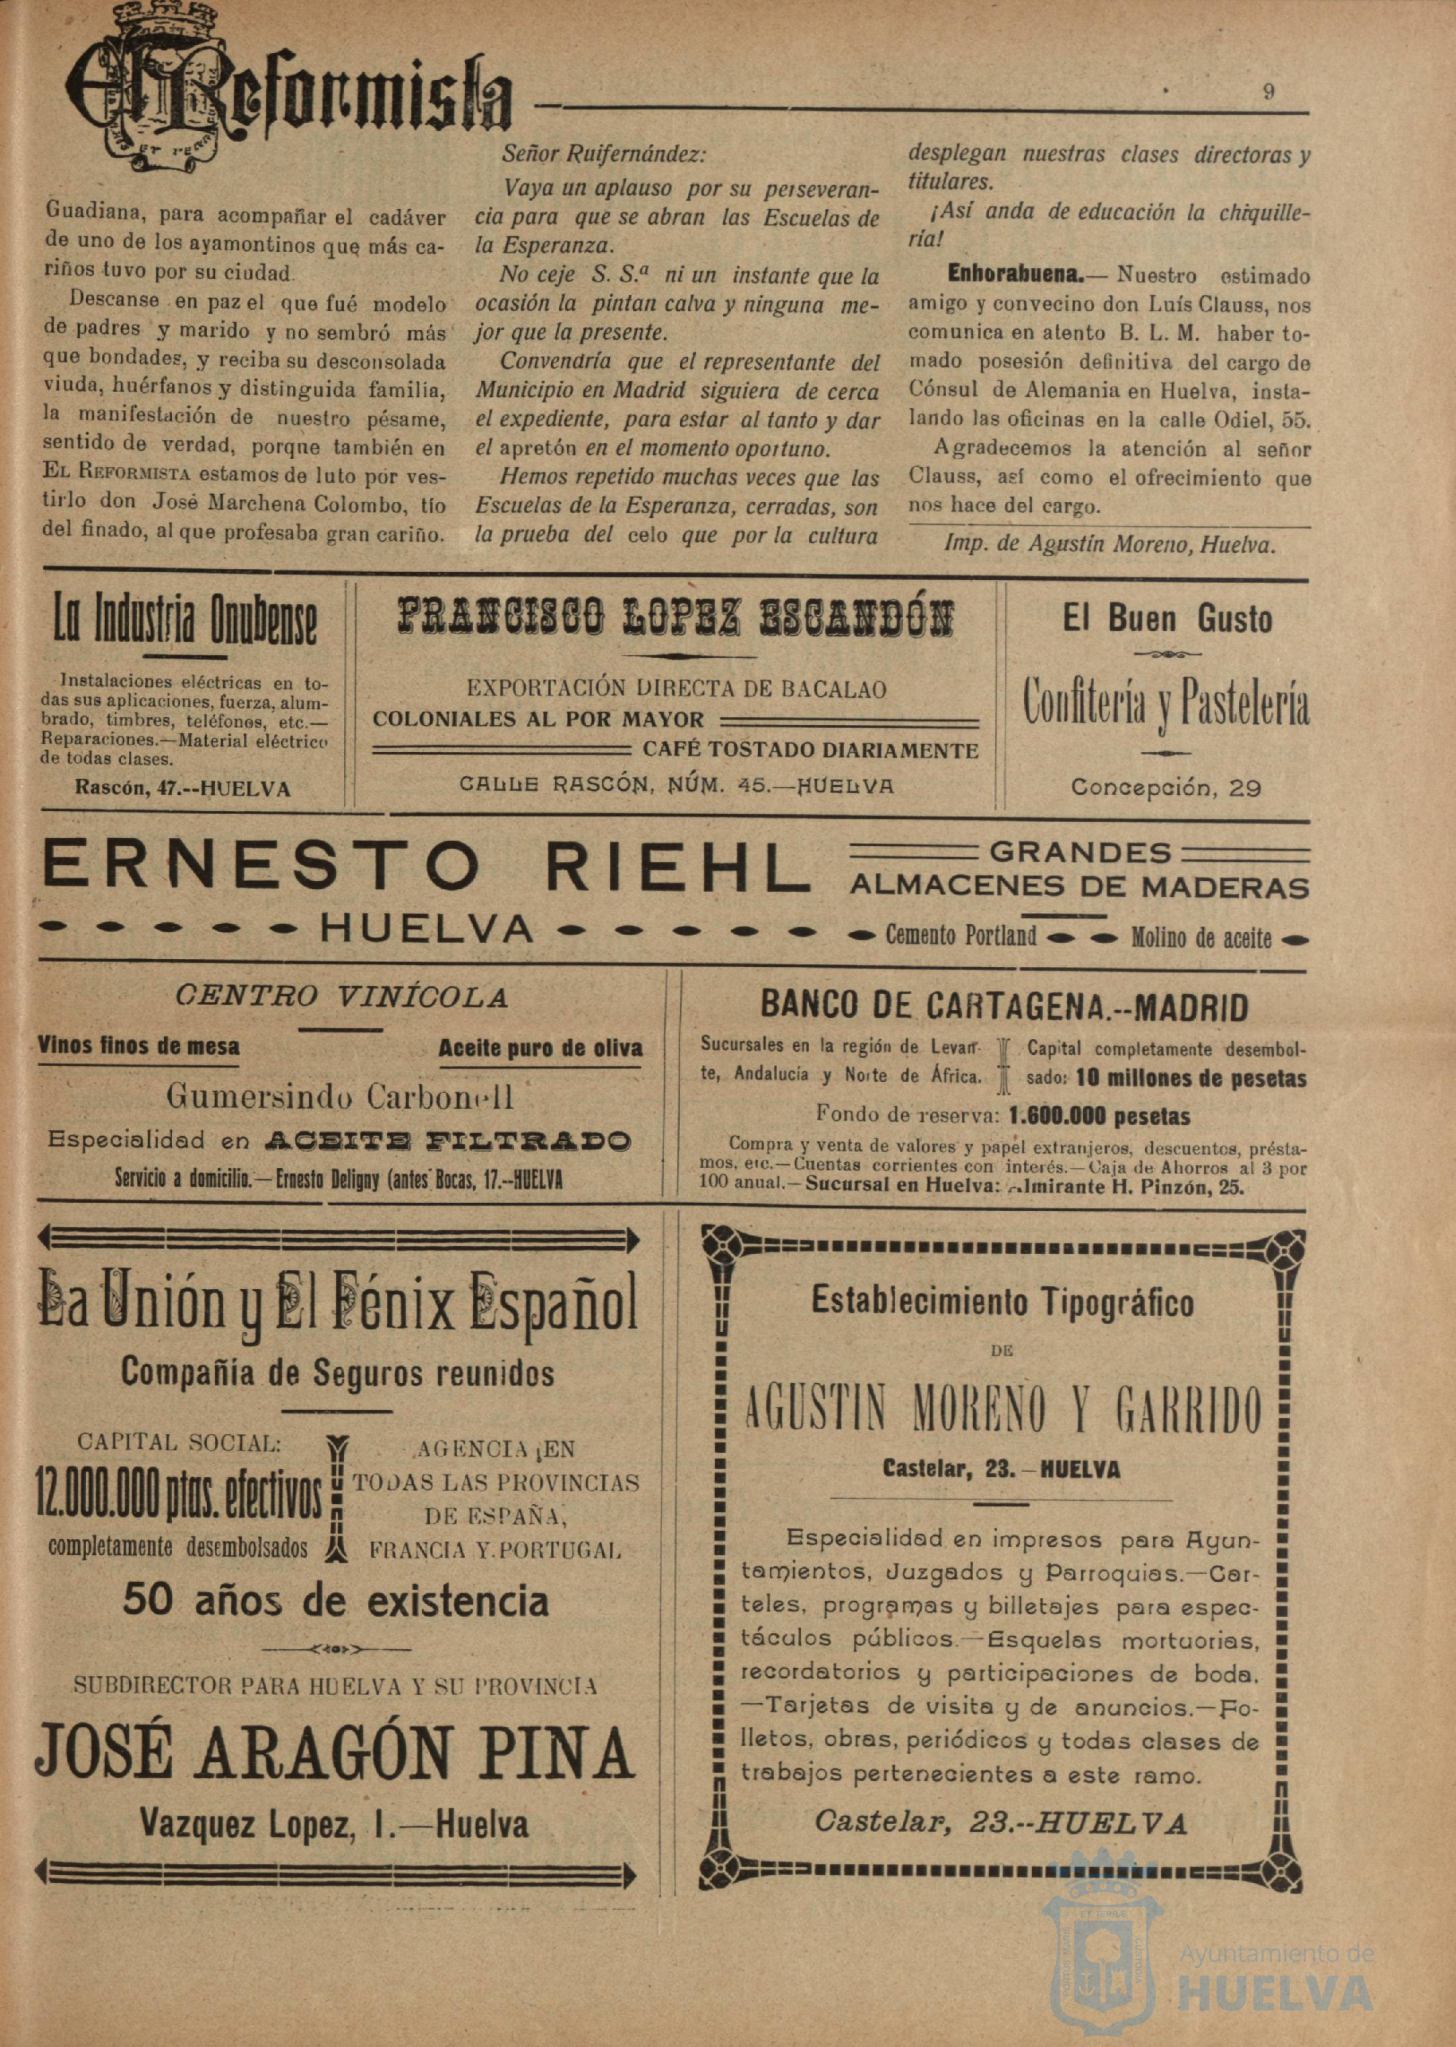 El Reformista
9
Guadiana, para acompañar el cadáver
de uno de los ayamontinos que más ca-
riños tuvo por su ciudad.
Descanse en paz el que fué modelo
de padres y marido y no sembró más
que bondades, y reciba su desconsolada
viuda, huérfanos y distinguida familia,
la manifestación de nuestro pésame,
sentido de verdad, porque también en
EL REFORMISTA estamos de luto por ves-
tirlo don José Marchena Colombo, tío
del finado, al que profesaba gran cariño.
Señor Ruifernández:
Vaya un aplauso por su perseveran-
cia para que se abran las Escuelas de
la Esperanza.
No ceje S. S.ª ni un instante que la
ocasión la pintan calva y ninguna me-
jor que la presente.
Convendría que el representante del
Municipio en Madrid siguiera de cerca
el expediente, para estar al tanto y dar
el apretón en el momento oportuno.
Hemos repetido muchas veces que las
Escuelas de la Esperanza, cerradas, son
la prueba del celo que por la cultura
desplegan nuestras clases directoras y
titulares.
¡Así anda de educación la chiquille-
ría!
Enhorabuena.— Nuestro estimado
amigo y convecino don Luís Clauss, nos
comunica en atento B. L. M. haber to-
mado posesión definitiva del cargo de
Cónsul de Alemania en Huelva, insta-
lando las oficinas en la calle Odiel, 55.
Agradecemos la atención al señor
Clauss, así como el ofrecimiento que
nos hace del cargo.
Imp. de Agustín Moreno, Huelva.
La Industria Onubense
Instalaciones eléctricas en to-
das sus aplicaciones, fuerza, alum-
brado, timbres, teléfonos, etc.—
Reparaciones.—Material eléctrico
de todas clases.
Rascón, 47.--HUELVA
FRANCISCO LOPEZ ESCANDÓN
EXPORTACIÓN DIRECTA DE BACALAO
COLONIALES AL POR MAYOR
CAFÉ TOSTADO DIARIAMENTE
CALLE RASCÓN, NÚM. 45.—HUELVA
El Buen Gusto
Confitería y Pastelería
Concepción, 29
ERNESTO RIEHL
HUELVA
GRANDES
ALMACENES DE MADERAS
Cemento Portland
Molino de aceite
CENTRO VINÍCOLA
Vinos finos de mesa
Aceite puro de oliva
Gumersindo Carbonell
Especialidad en ACEITE FILTRADO
Servicio a domicilio.—Ernesto Deligny (antes Bocas, 17.--HUELVA
BANCO DE CARTAGENA.--MADRID
Sucursales en la región de Levan-
te, Andalucía y Norte de África.
Capital completamente desembol-
sado: 10 millones de pesetas
Fondo de reserva: 1.600.000 pesetas
Compra y venta de valores y papel extranjeros, descuentos, présta-
mos, etc.—Cuentas corrientes con interés.—Caja de Ahorros al 3 por
100 anual.—Sucursal en Huelva: Almirante H. Pinzón, 25.
La Unión y El Fénix Español
Compañía de Seguros reunidos
CAPITAL SOCIAL:
12.000.000 ptas. efectivos
completamente desembolsados
AGENCIA ¡EN
TODAS LAS PROVINCIAS
DE ESPAÑA,
FRANCIA Y PORTUGAL
50 años de existencia
SUBDIRECTOR PARA HUELVA Y SU PROVINCIA
JOSÉ ARAGÓN PINA
Vazquez Lopez, 1.—Huelva
Establecimiento Tipográfico
DE
AGUSTIN MORENO Y GARRIDO
Castelar, 23.—HUELVA
Especialidad en impresos para Ayun-
tamientos, Juzgados y Parroquias.—Car-
teles, programas y billetajes para espec-
táculos públicos.—Esquelas mortuorias,
recordatorios y participaciones de boda.
—Tarjetas de visita y de anuncios.—Fo-
lletos, obras, periódicos y todas clases de
trabajos pertenecientes a este ramo.
Castelar, 23.--HUELVA
Ayuntamiento de
HUELVA